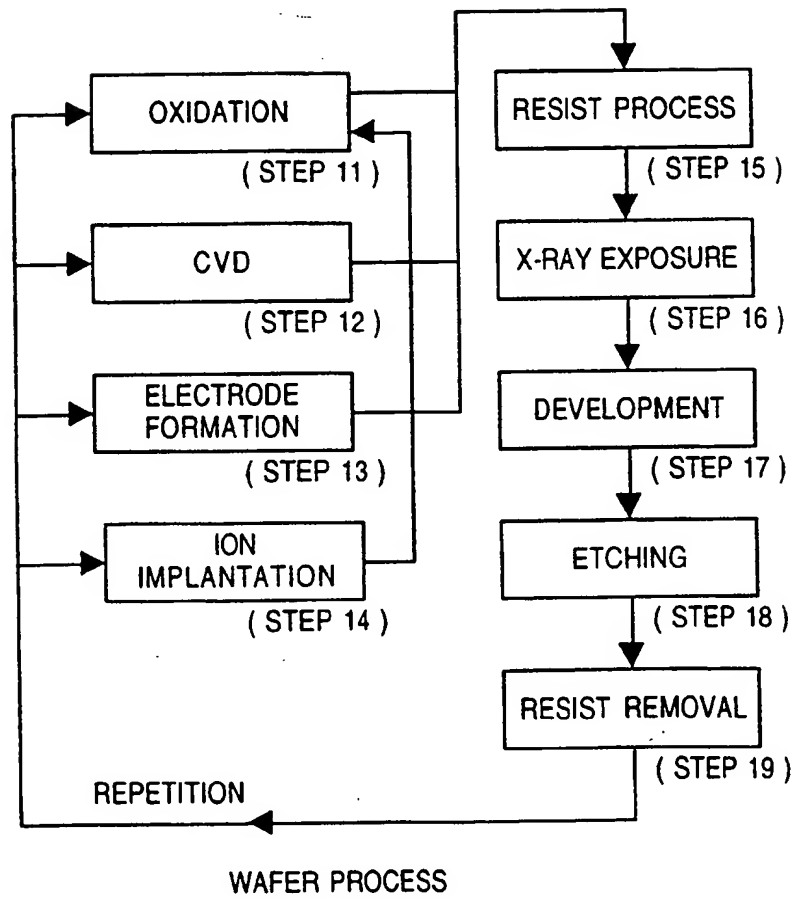 OXIDATION
( STEP 11 )
CVD
( STEP 12 )
ELECTRODE
FORMATION
( STEP 13 )
ION
IMPLANTATION
( STEP 14 )
RESIST PROCESS
( STEP 15 )
X-RAY EXPOSURE
( STEP 16 )
DEVELOPMENT
( STEP 17 )
ETCHING
( STEP 18 )
RESIST REMOVAL
( STEP 19 )
REPETITION
WAFER PROCESS